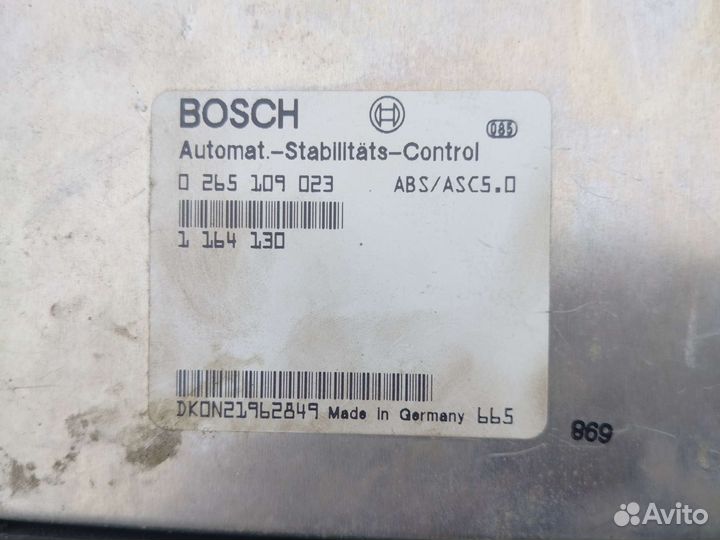 BOSCH
085
Automat.-Stabilitäts-Control
0 265 109 023 ABS/ASC5.0
1 164 130
DKON21962849 Made in Germany 665
869
Avito